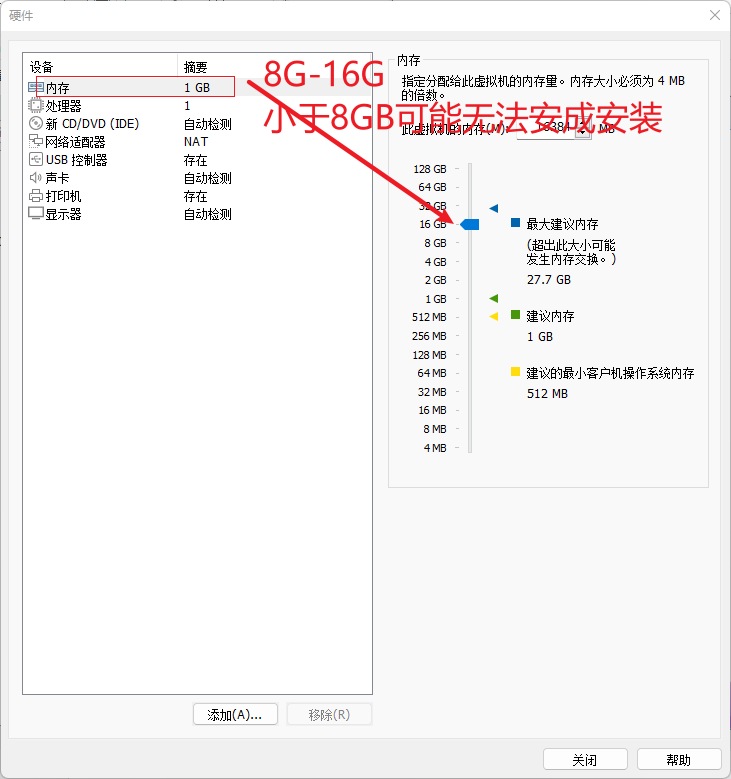 硬件
设备 摘要
内存 1 GB
处理器 1
新 CD/DVD (IDE) 自动检测
网络适配器 NAT
USB 控制器 存在
声卡 自动检测
打印机 存在
显示器 自动检测
添加(A)...
移除(R)
8G-16G
小于8GB可能无法安成安装
内存
指定分配给此虚拟机的内存量。内存大小必须为 4 MB
的倍数。
此虚拟机的内存(M): 16384 MB
128 GB
64 GB
32 GB
16 GB
8 GB
4 GB
2 GB
1 GB
512 MB
256 MB
128 MB
64 MB
32 MB
16 MB
8 MB
4 MB
最大建议内存
(超出此大小可能
发生内存交换。)
27.7 GB
建议内存
1 GB
建议的最小客户机操作系统内存
512 MB
关闭
帮助